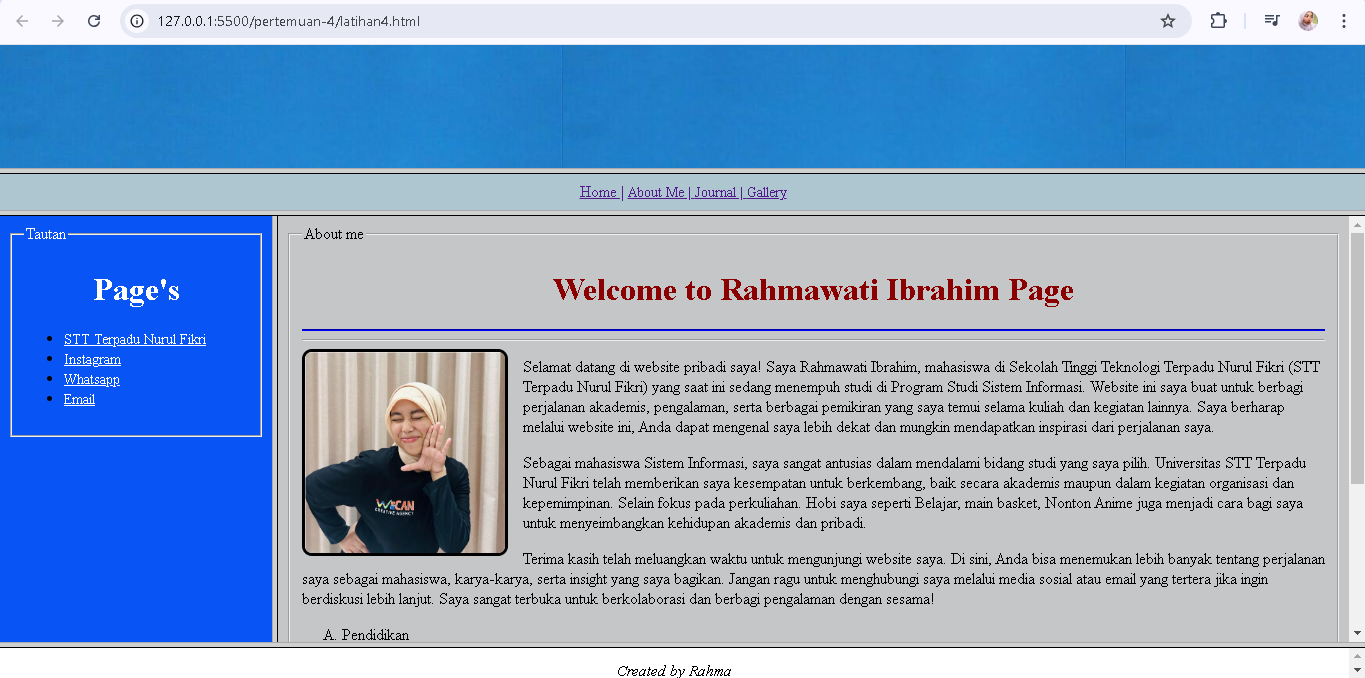 127.0.0.1:5500/pertemuan-4/latihan4.html
Home | About Me | Journal | Gallery
Tautan
Page's
STT Terpadu Nurul Fikri
Instagram
Whatsapp
Email
About me
Welcome to Rahmawati Ibrahim Page
WE CAN
CREATIVE AGENCY
Selamat datang di website pribadi saya! Saya Rahmawati Ibrahim, mahasiswa di Sekolah Tinggi Teknologi Terpadu Nurul Fikri (STT
Terpadu Nurul Fikri) yang saat ini sedang menempuh studi di Program Studi Sistem Informasi. Website ini saya buat untuk berbagi
perjalanan akademis, pengalaman, serta berbagai pemikiran yang saya temui selama kuliah dan kegiatan lainnya. Saya berharap
melalui website ini, Anda dapat mengenal saya lebih dekat dan mungkin mendapatkan inspirasi dari perjalanan saya.
Sebagai mahasiswa Sistem Informasi, saya sangat antusias dalam mendalami bidang studi yang saya pilih. Universitas STT Terpadu
Nurul Fikri telah memberikan saya kesempatan untuk berkembang, baik secara akademis maupun dalam kegiatan organisasi dan
kepemimpinan. Selain fokus pada perkuliahan. Hobi saya seperti Belajar, main basket, Nonton Anime juga menjadi cara bagi saya
untuk menyeimbangkan kehidupan akademis dan pribadi.
Terima kasih telah meluangkan waktu untuk mengunjungi website saya. Di sini, Anda bisa menemukan lebih banyak tentang perjalanan
saya sebagai mahasiswa, karya-karya, serta insight yang saya bagikan. Jangan ragu untuk menghubungi saya melalui media sosial atau email yang tertera jika ingin
berdiskusi lebih lanjut. Saya sangat terbuka untuk berkolaborasi dan berbagi pengalaman dengan sesama!
A. Pendidikan
Created by Rahma